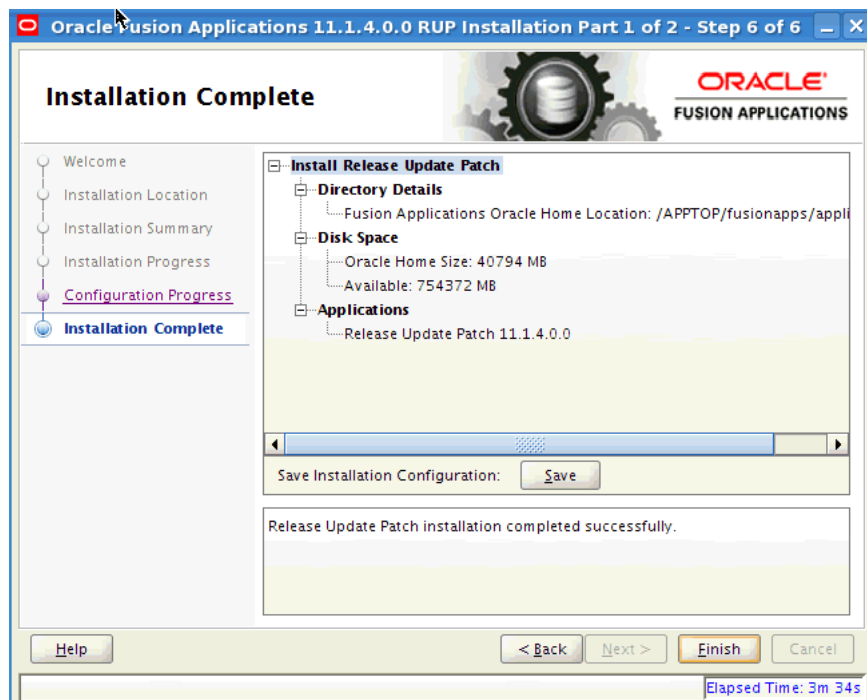 Oracle Fusion Applications 11.1.4.0.0 RUP Installation Part 1 of 2 - Step 6 of 6
Installation Complete
ORACLE
FUSION APPLICATIONS
Welcome
Installation Location
Installation Summary
Installation Progress
Configuration Progress
Installation Complete
Install Release Update Patch
Directory Details
Fusion Applications Oracle Home Location: /APPTOP/fusionapps/appli
Disk Space
Oracle Home Size: 40794 MB
Available: 754372 MB
Applications
Release Update Patch 11.1.4.0.0
Save Installation Configuration: Save
Release Update Patch installation completed successfully.
Help < Back Next > Finish Cancel
Elapsed Time: 3m 34s